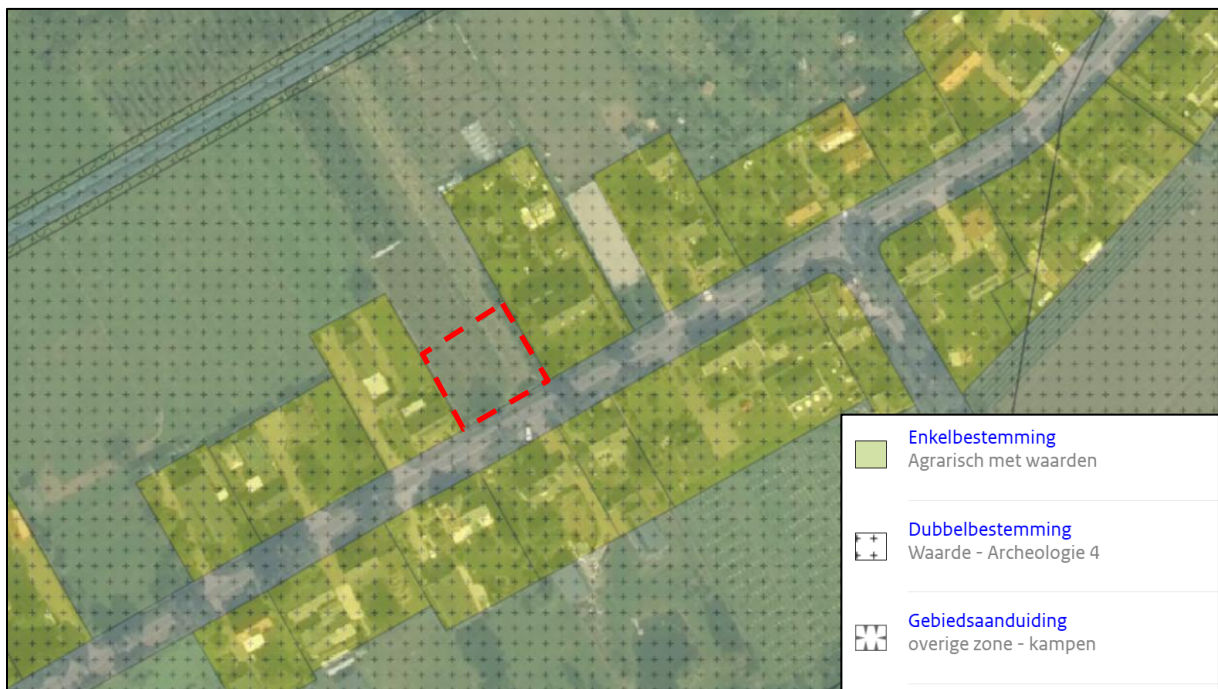 Enkelbestemming
Agrarisch met waarden
Dubbelbestemming
Waarde - Archeologie 4
Gebiedsaanduiding
overige zone - kampen